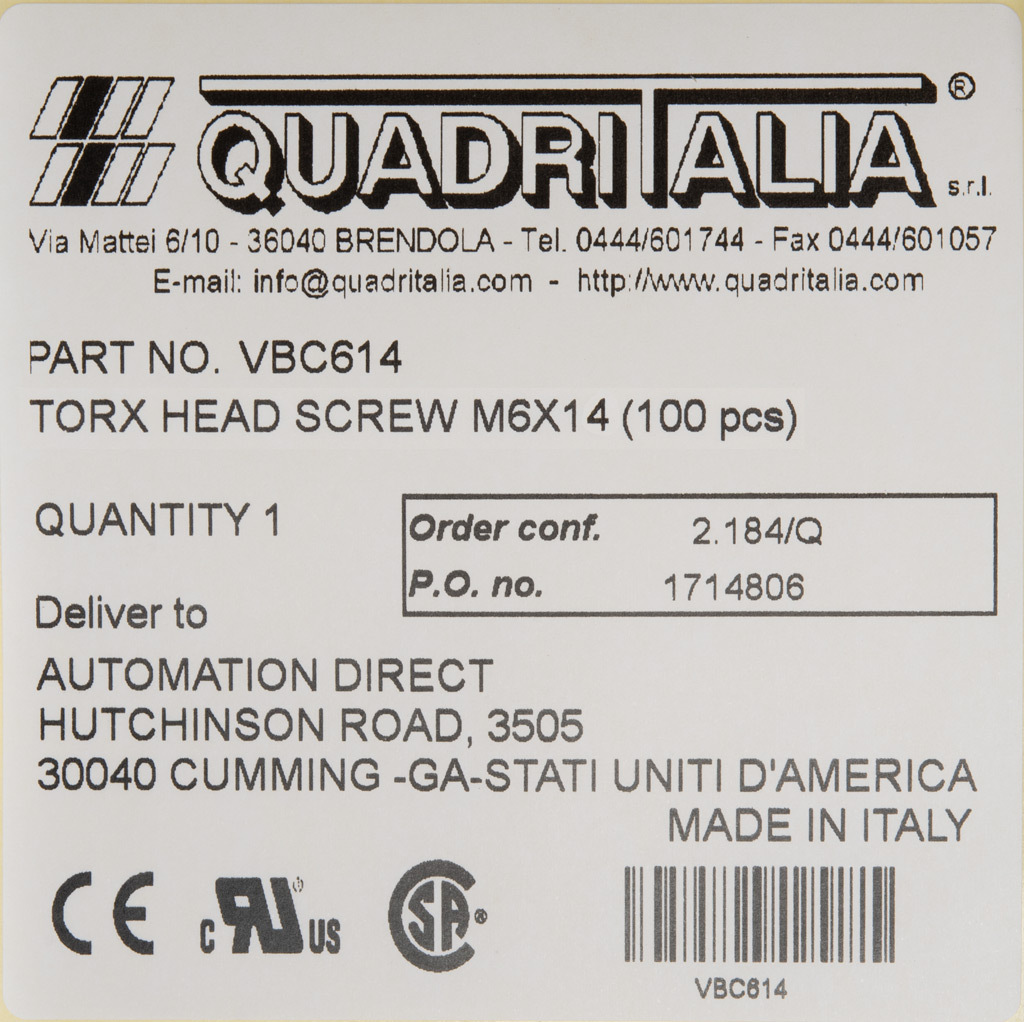 QUADRITALIA® s.r.l.
Via Mattei 6/10 - 36040 BRENDOLA - Tel. 0444/601744 - Fax 0444/601057
E-mail: info@quadritalia.com - http://www.quadritalia.com
PART NO. VBC614
TORX HEAD SCREW M6X14 (100 pcs)
QUANTITY 1
Order conf. 2.184/Q
P.O. no. 1714806
Deliver to
AUTOMATION DIRECT
HUTCHINSON ROAD, 3505
30040 CUMMING -GA-STATI UNITI D'AMERICA
MADE IN ITALY
CE c RU US SA®
VBC614